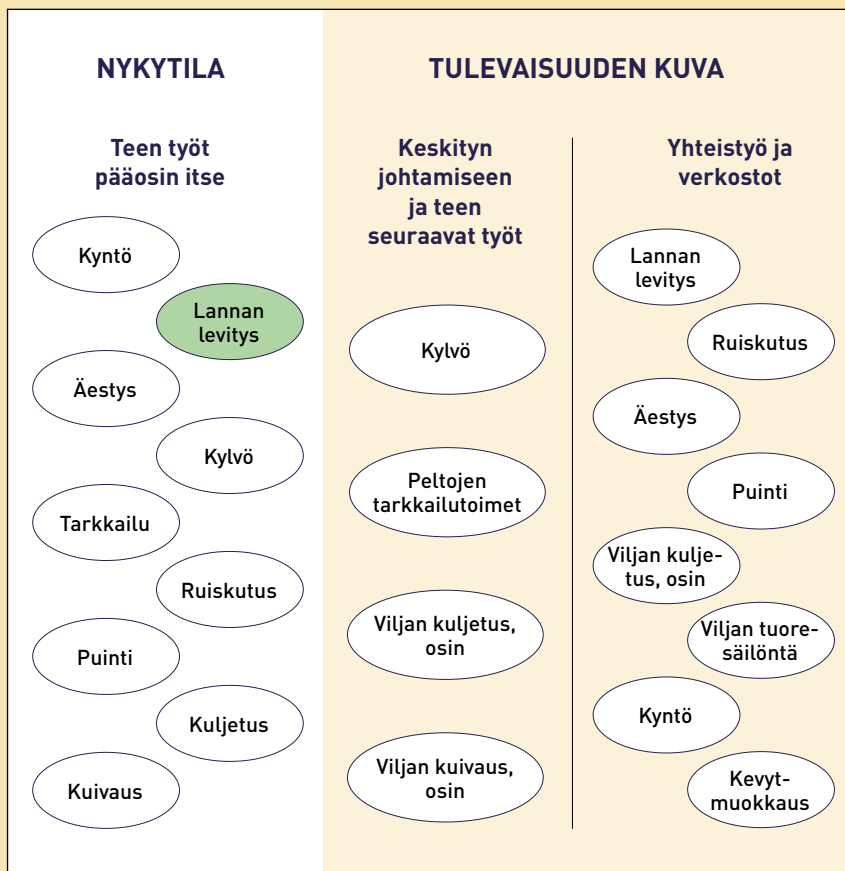 NYKYTILA
Teen työt
pääosin itse
Kyntö
Lannan
levitys
Äestys
Kylvö
Tarkkailu
Ruiskutus
Puinti
Kuljetus
Kuivaus
TULEVAISUUDEN KUVA
Keskityn
johtamiseen
ja teen
seuraavat työt
Kylvö
Peltojen
tarkkailutoimet
Viljan kuljetus,
osin
Viljan kuivaus,
osin
Yhteistyö ja
verkostot
Lannan
levitys
Ruiskutus
Äestys
Puinti
Viljan kulje-
tus, osin
Viljan tuore-
säilöntä
Kyntö
Kevyt-
muokkaus